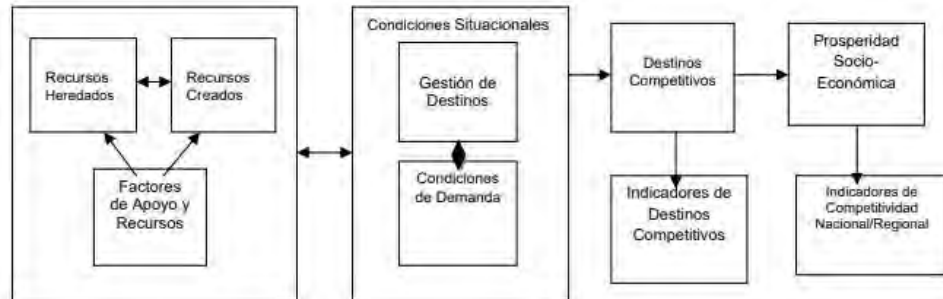 Recursos
Heredados
Recursos
Creados
Factores
de Apoyo y
Recursos
Condiciones Situacionales
Gestión de
Destinos
Condiciones
de Demanda
Destinos
Competitivos
Indicadores de
Destinos
Competitivos
Prosperidad
Socio-
Económica
Indicadores de
Competitividad
Nacional/Regional